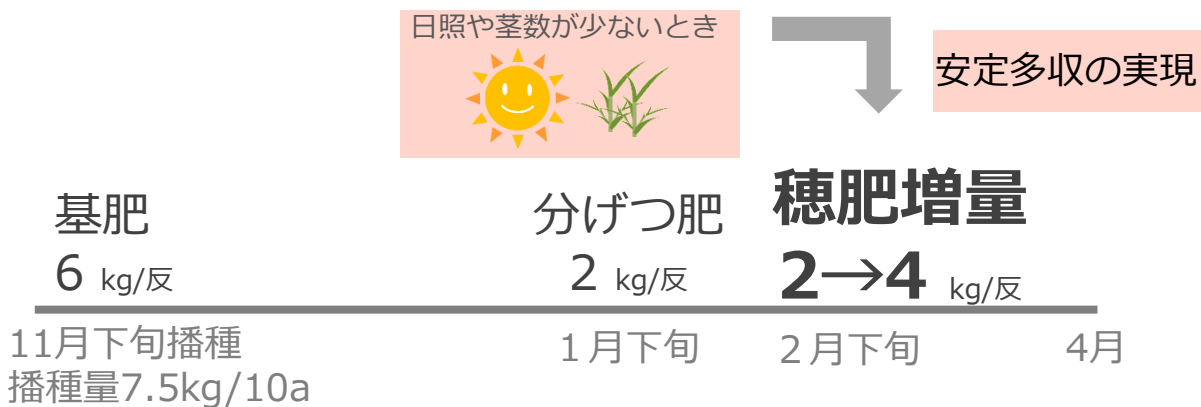 日照や茎数が少ないとき
安定多収の実現
基肥
6 kg/反
分げつ肥
2 kg/反
穂肥増量
2→4 kg/反
11月下旬播種
播種量7.5kg/10a
１月下旬
２月下旬
4月